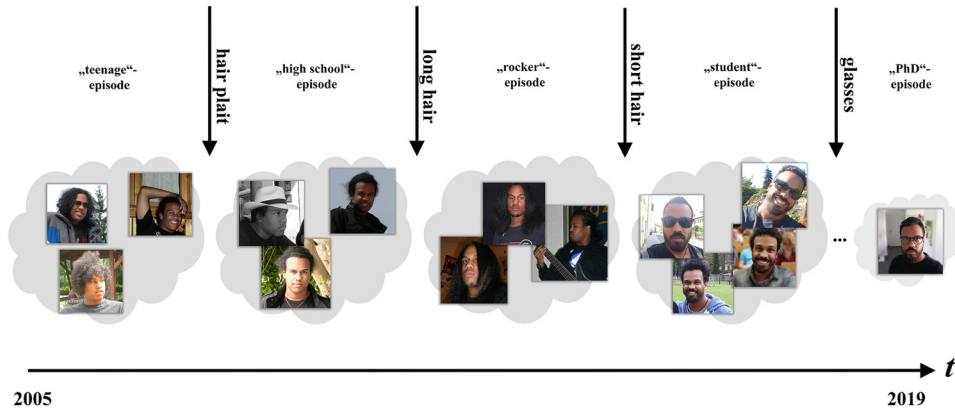 „teenage“-
episode
hair plait
„high school“-
episode
long hair
„rocker“-
episode
short hair
„student“-
episode
glasses
„PhD“-
episode
...
t
2005
2019